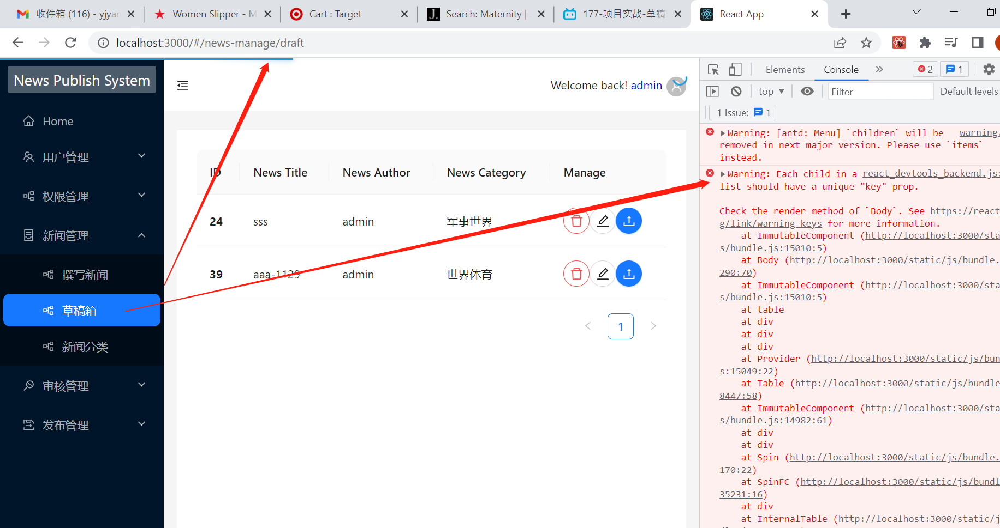 收件箱 (116) - yjyan
Women Slipper - M
Cart : Target
J.
Search: Maternity |
177-项目实战-草稿
React App
localhost:3000/#/news-manage/draft
News Publish System
Home
用户管理
权限管理
新闻管理
撰写新闻
草稿箱
新闻分类
审核管理
发布管理
Welcome back! admin
ID News Title News Author News Category Manage
24 sss admin 军事世界
39 aaa-1129 admin 世界体育
1
Elements Console 2 1
top Filter Default levels
1 Issue: 1
Warning: [antd: Menu] `children` will be warning.
removed in next major version. Please use `items`
instead.
Warning: Each child in a react_devtools_backend.js:
list should have a unique "key" prop.
Check the render method of `Body`. See https://react
g/link/warning-keys for more information.
at ImmutableComponent (http://localhost:3000/sta
s/bundle.js:15010:5)
at Body (http://localhost:3000/static/js/bundle.
290:70)
at ImmutableComponent (http://localhost:3000/sta
s/bundle.js:15010:5)
at table
at div
at div
at div
at Provider (http://localhost:3000/static/js/bun
s:15049:22)
at Table (http://localhost:3000/static/js/bundle
8447:58)
at ImmutableComponent (http://localhost:3000/sta
s/bundle.js:14982:61)
at div
at div
at Spin (http://localhost:3000/static/js/bundle.
170:22)
at SpinFC (http://localhost:3000/static/js/bundl
35231:16)
at div
at InternalTable (http://localhost:3000/static/j